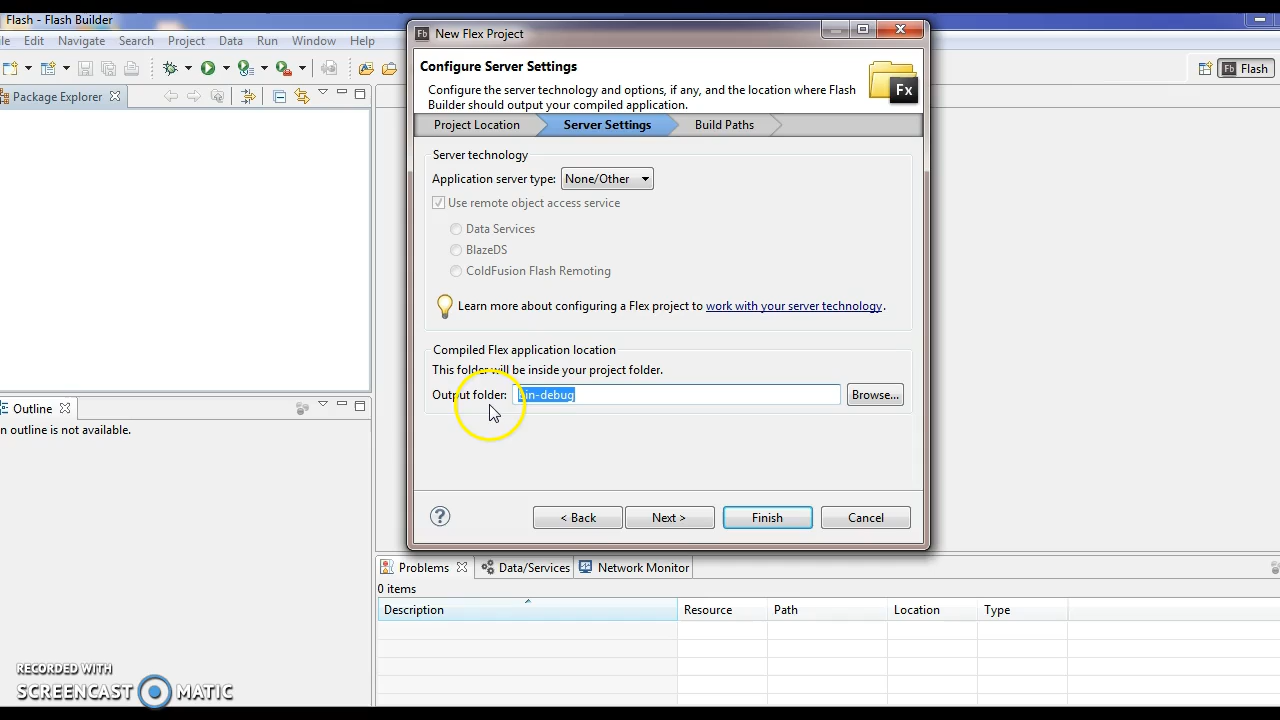 Flash - Flash Builder
le Edit Navigate Search Project Data Run Window Help
Flash
Package Explorer
Outline
n outline is not available.
New Flex Project
Configure Server Settings
Configure the server technology and options, if any, and the location where Flash
Builder should output your compiled application.
Project Location Server Settings Build Paths
Server technology
Application server type: None/Other
Use remote object access service
Data Services
BlazeDS
ColdFusion Flash Remoting
Learn more about configuring a Flex project to work with your server technology.
Compiled Flex application location
This folder will be inside your project folder.
Output folder: bin-debug Browse...
< Back Next > Finish Cancel
Problems Data/Services Network Monitor
0 items
Description Resource Path Location Type
RECORDED WITH
SCREENCAST MATIC